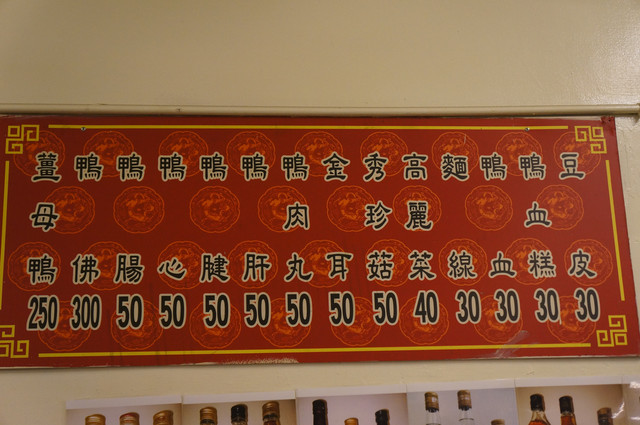 薑母鴨 250
鴨佛 300
鴨腸 50
鴨心 50
鴨腱 50
鴨肝 50
鴨肉丸 50
金耳 50
秀珍菇 50
高麗菜 40
麵線 30
鴨血 30
鴨血糕 30
豆皮 30